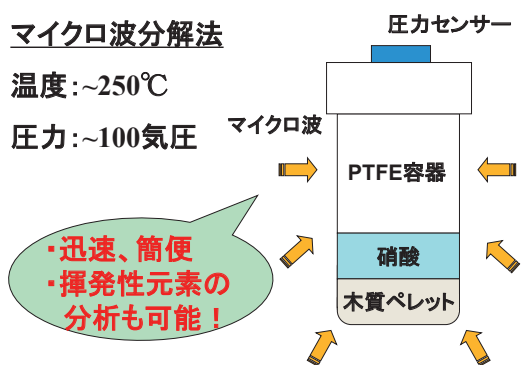 マイクロ波分解法
温度：~250℃
圧力：~100気圧
圧力センサー
マイクロ波
PTFE容器
硝酸
木質ペレット
・迅速、簡便
・揮発性元素の
分析も可能！